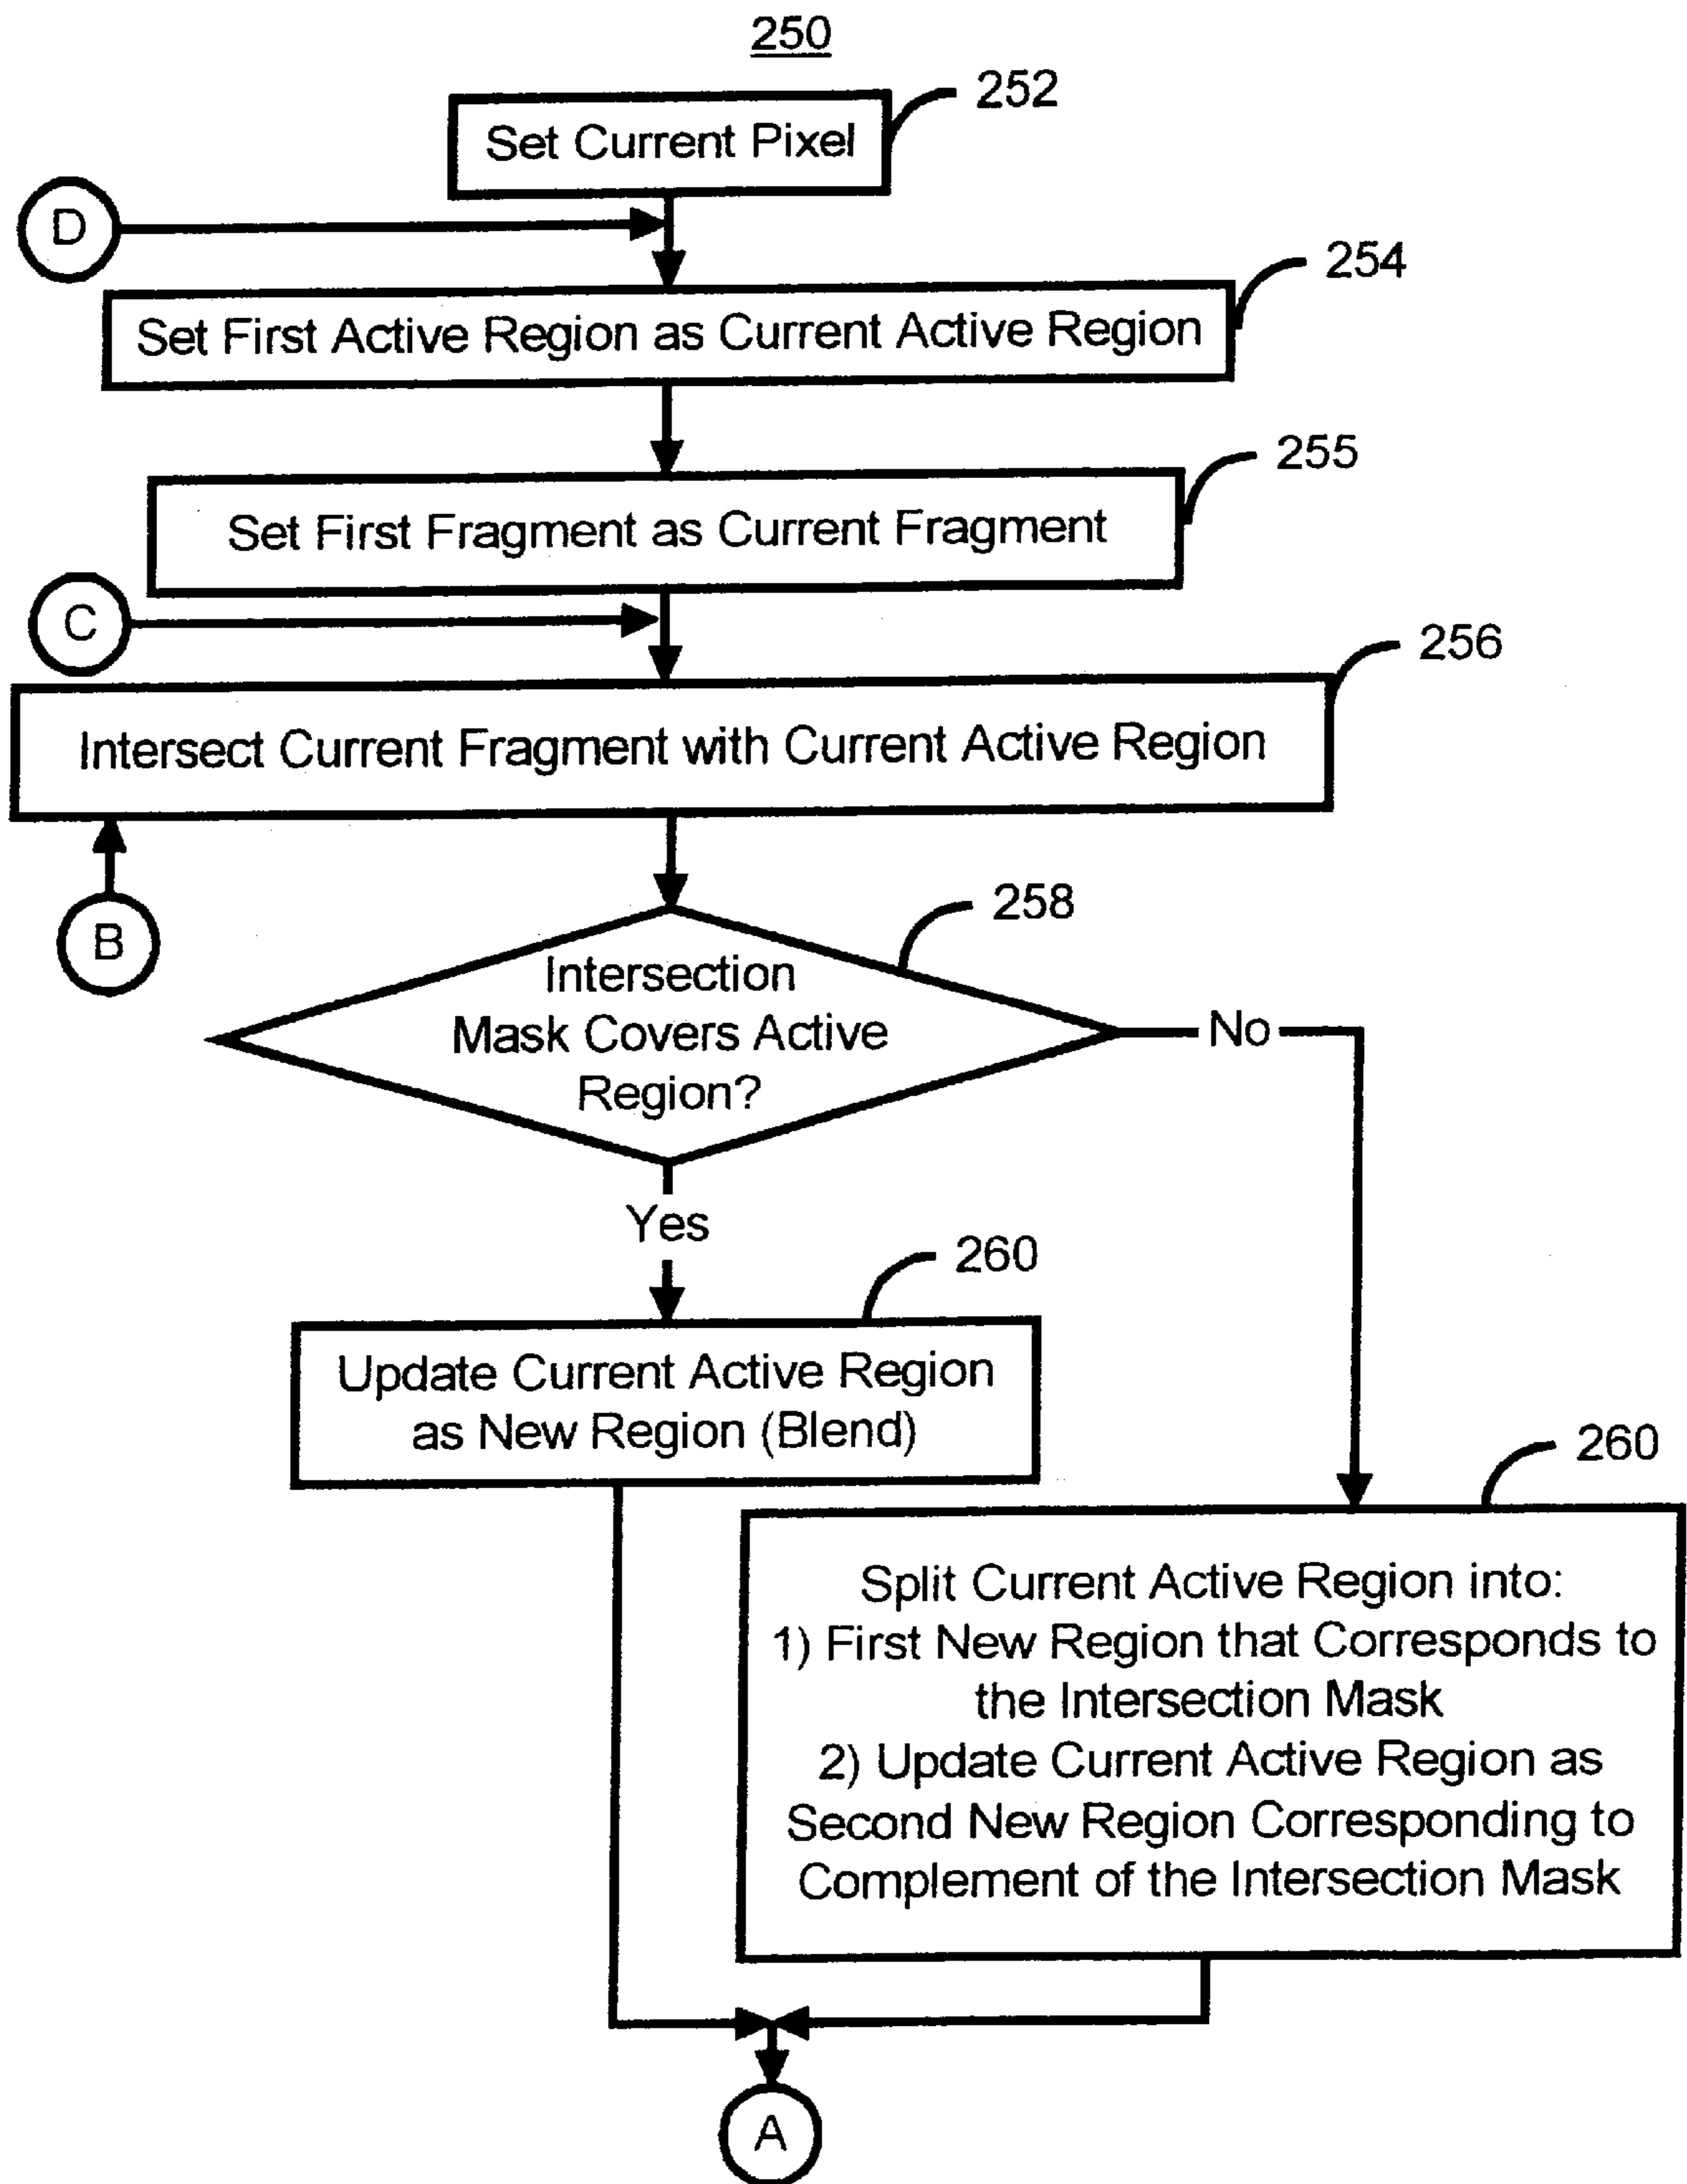 250
252
Set Current Pixel
D
254
Set First Active Region as Current Active Region
255
Set First Fragment as Current Fragment
C
256
Intersect Current Fragment with Current Active Region
B
258
Intersection
Mask Covers Active
Region?
No
Yes
260
Update Current Active Region
as New Region (Blend)
260
Split Current Active Region into:
1) First New Region that Corresponds to
the Intersection Mask
2) Update Current Active Region as
Second New Region Corresponding to
Complement of the Intersection Mask
A